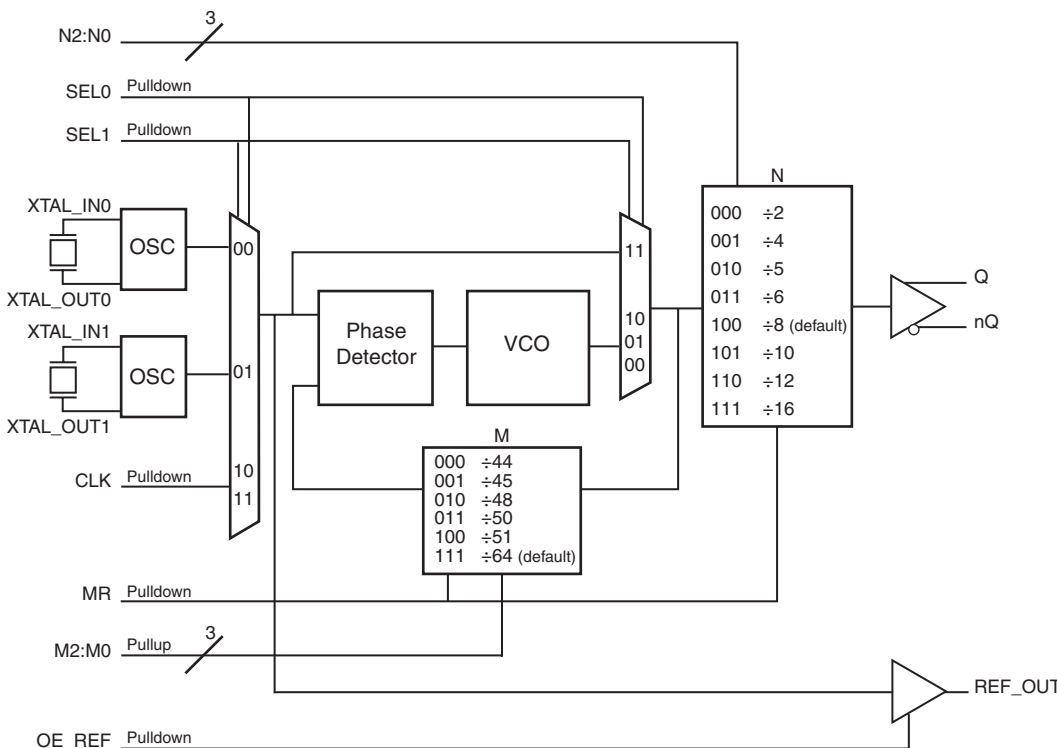 N2:N0
3
SEL0 Pulldown
SEL1 Pulldown
XTAL_IN0
OSC
XTAL_OUT0
XTAL_IN1
OSC
XTAL_OUT1
CLK Pulldown
00
01
10
11
Phase
Detector
VCO
11
10
01
00
M
000 ÷44
001 ÷45
010 ÷48
011 ÷50
100 ÷51
111 ÷64 (default)
N
000 ÷2
001 ÷4
010 ÷5
011 ÷6
100 ÷8 (default)
101 ÷10
110 ÷12
111 ÷16
Q
nQ
MR Pulldown
M2:M0 Pullup
3
REF_OUT
OE_REF Pulldown